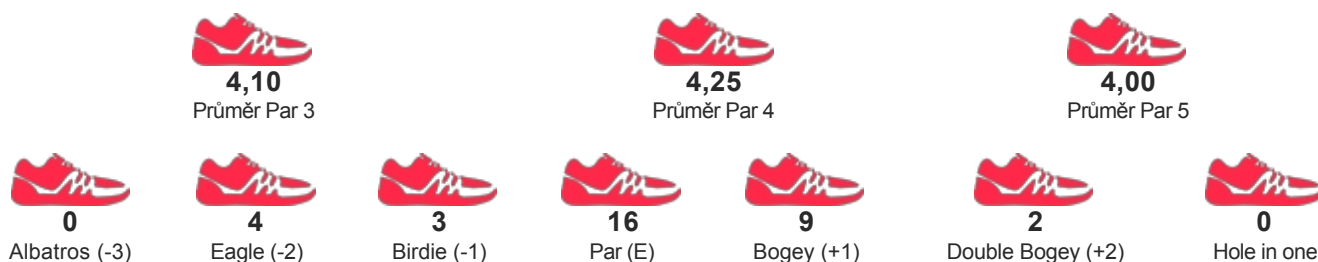 4,10 4,25 4,00
Průměr Par 3 Průměr Par 4 Průměr Par 5
0 4 3 16 9 2 0
Albatros (-3) Eagle (-2) Birdie (-1) Par (E) Bogey (+1) Double Bogey (+2) Hole in one